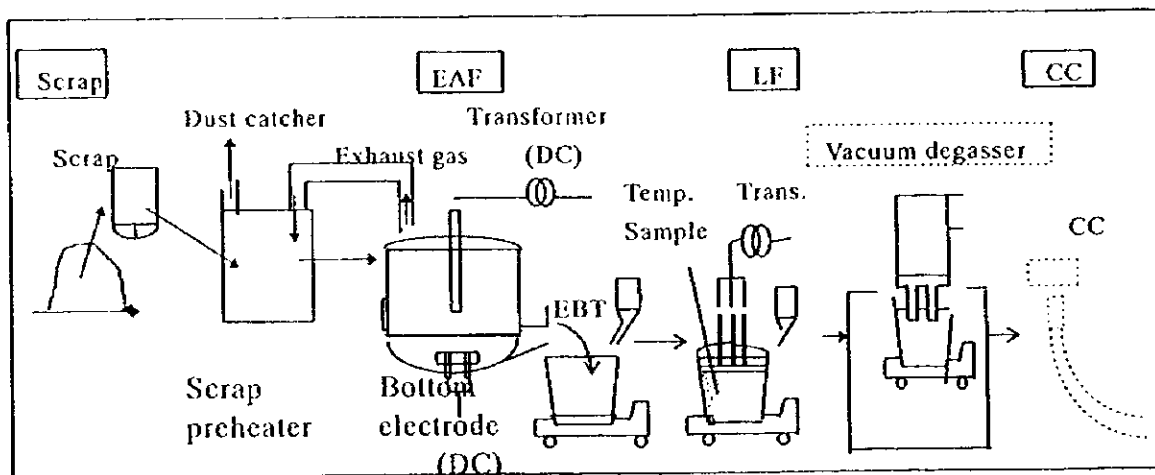 Scrap
EAF
LF
CC
Dust catcher
Transformer
(DC)
Scrap
Exhaust gas
Vacuum degasser
Temp.
Sample
Trans.
CC
EBT
Scrap
preheater
Bottom
electrode
(DC)